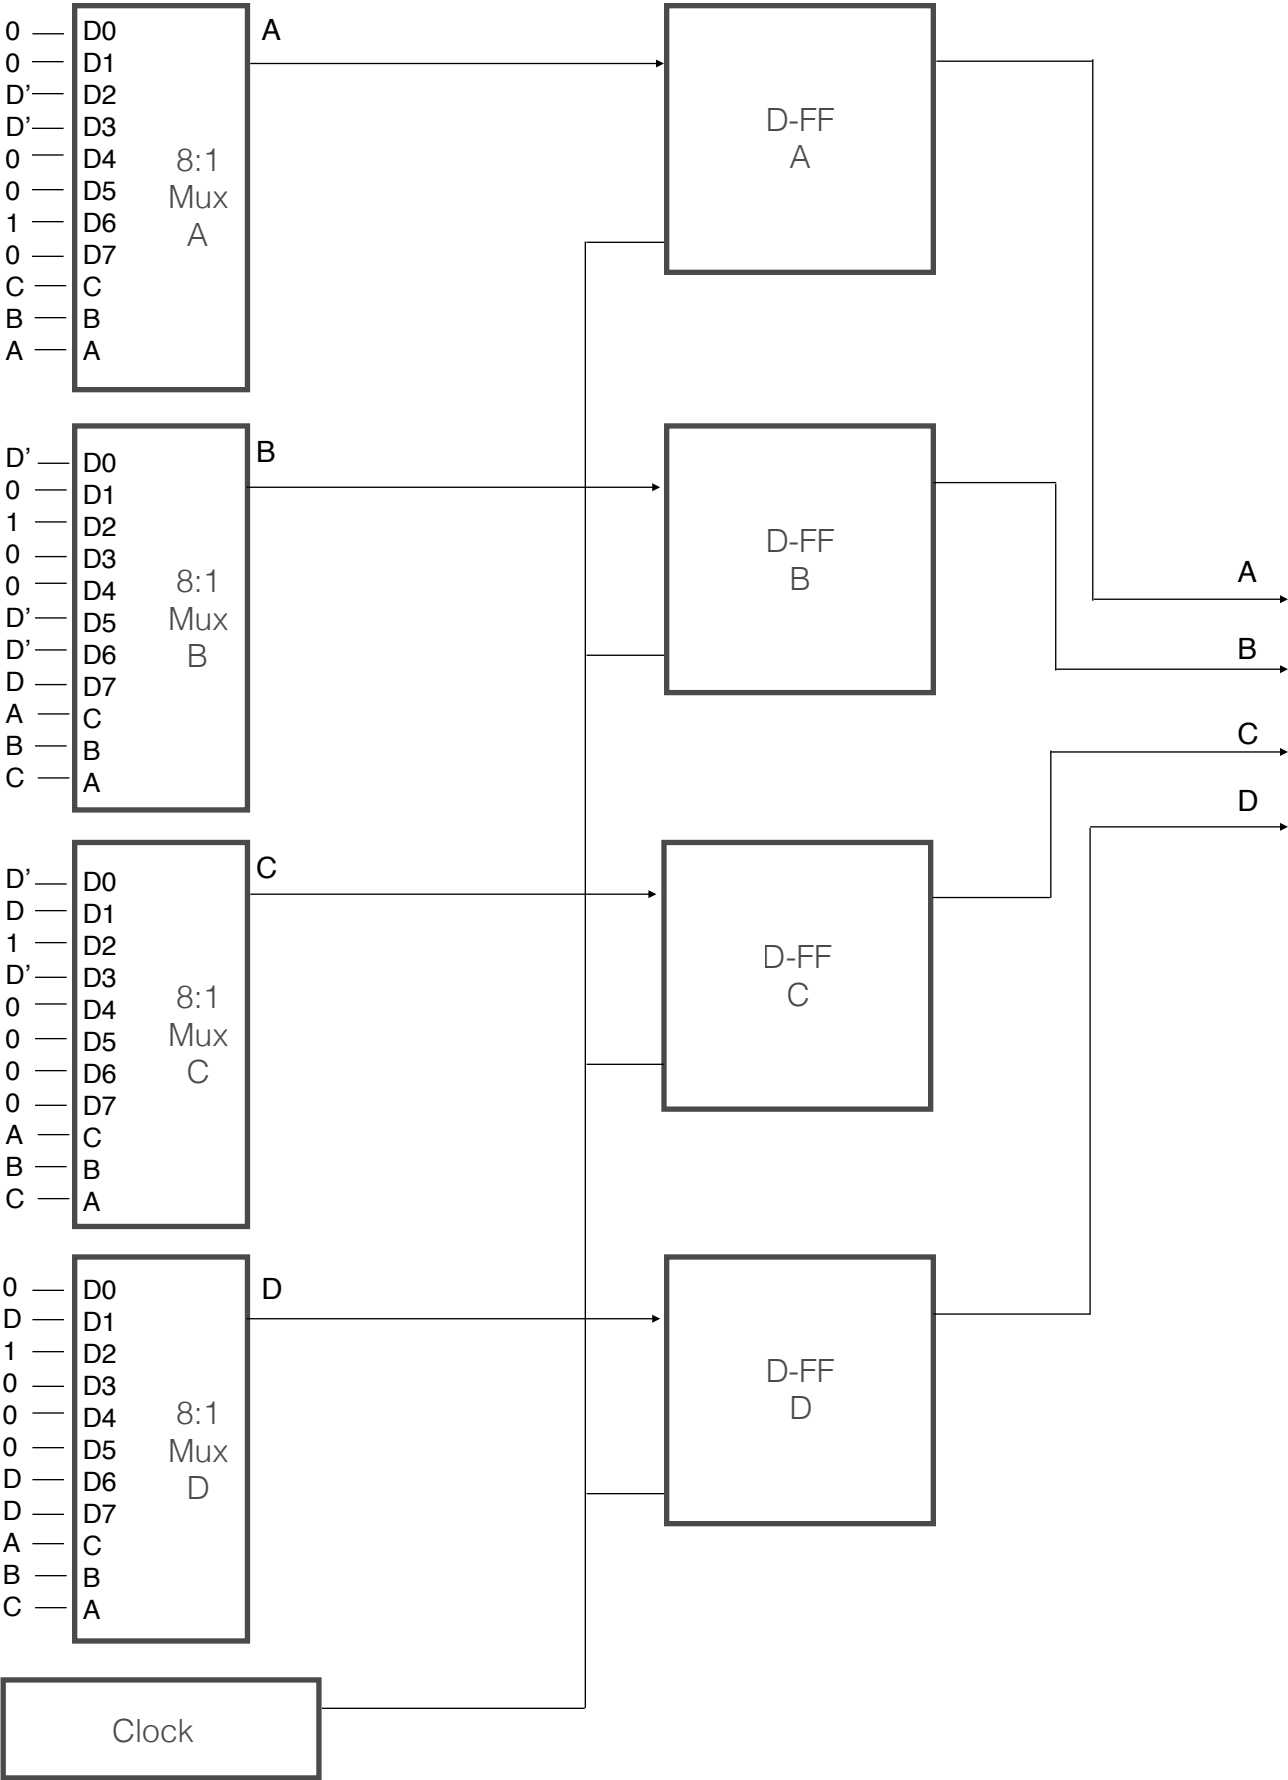 0 D0 A
0 D1
D’ D2
D’ D3
0 D4
0 D5
1 D6
0 D7
C C
B B
A A
8:1
Mux
A
D-FF
A
D’ D0 B
0 D1
1 D2
0 D3
0 D4
D’ D5
D’ D6
D D7
A C
B B
C A
8:1
Mux
B
D-FF
B
A
B
C
D
D’ D0 C
D D1
1 D2
D’ D3
0 D4
0 D5
0 D6
0 D7
A C
B B
C A
8:1
Mux
C
D-FF
C
0 D0 D
D D1
1 D2
0 D3
0 D4
0 D5
D D6
D D7
A C
B B
C A
8:1
Mux
D
D-FF
D
Clock